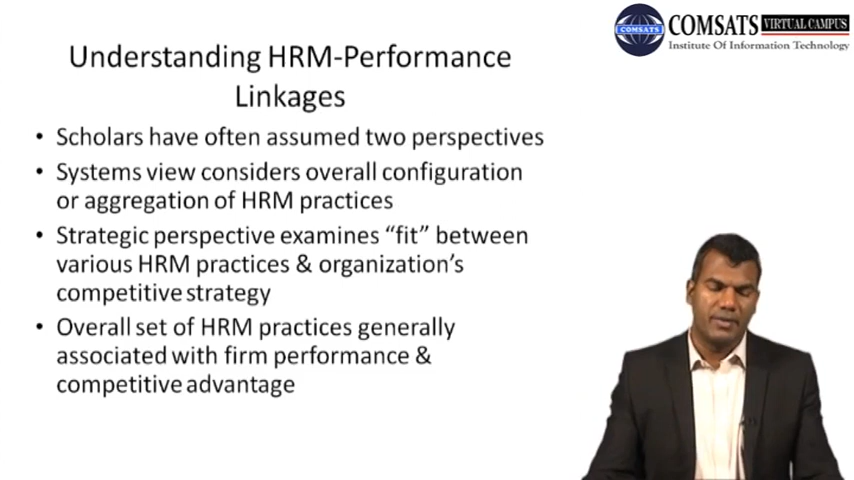 Understanding HRM-Performance
Linkages
• Scholars have often assumed two perspectives
• Systems view considers overall configuration
or aggregation of HRM practices
• Strategic perspective examines “fit” between
various HRM practices & organization’s
competitive strategy
• Overall set of HRM practices generally
associated with firm performance &
competitive advantage
COMSATS
COMSATS VIRTUAL CAMPUS
Institute Of Information Technology